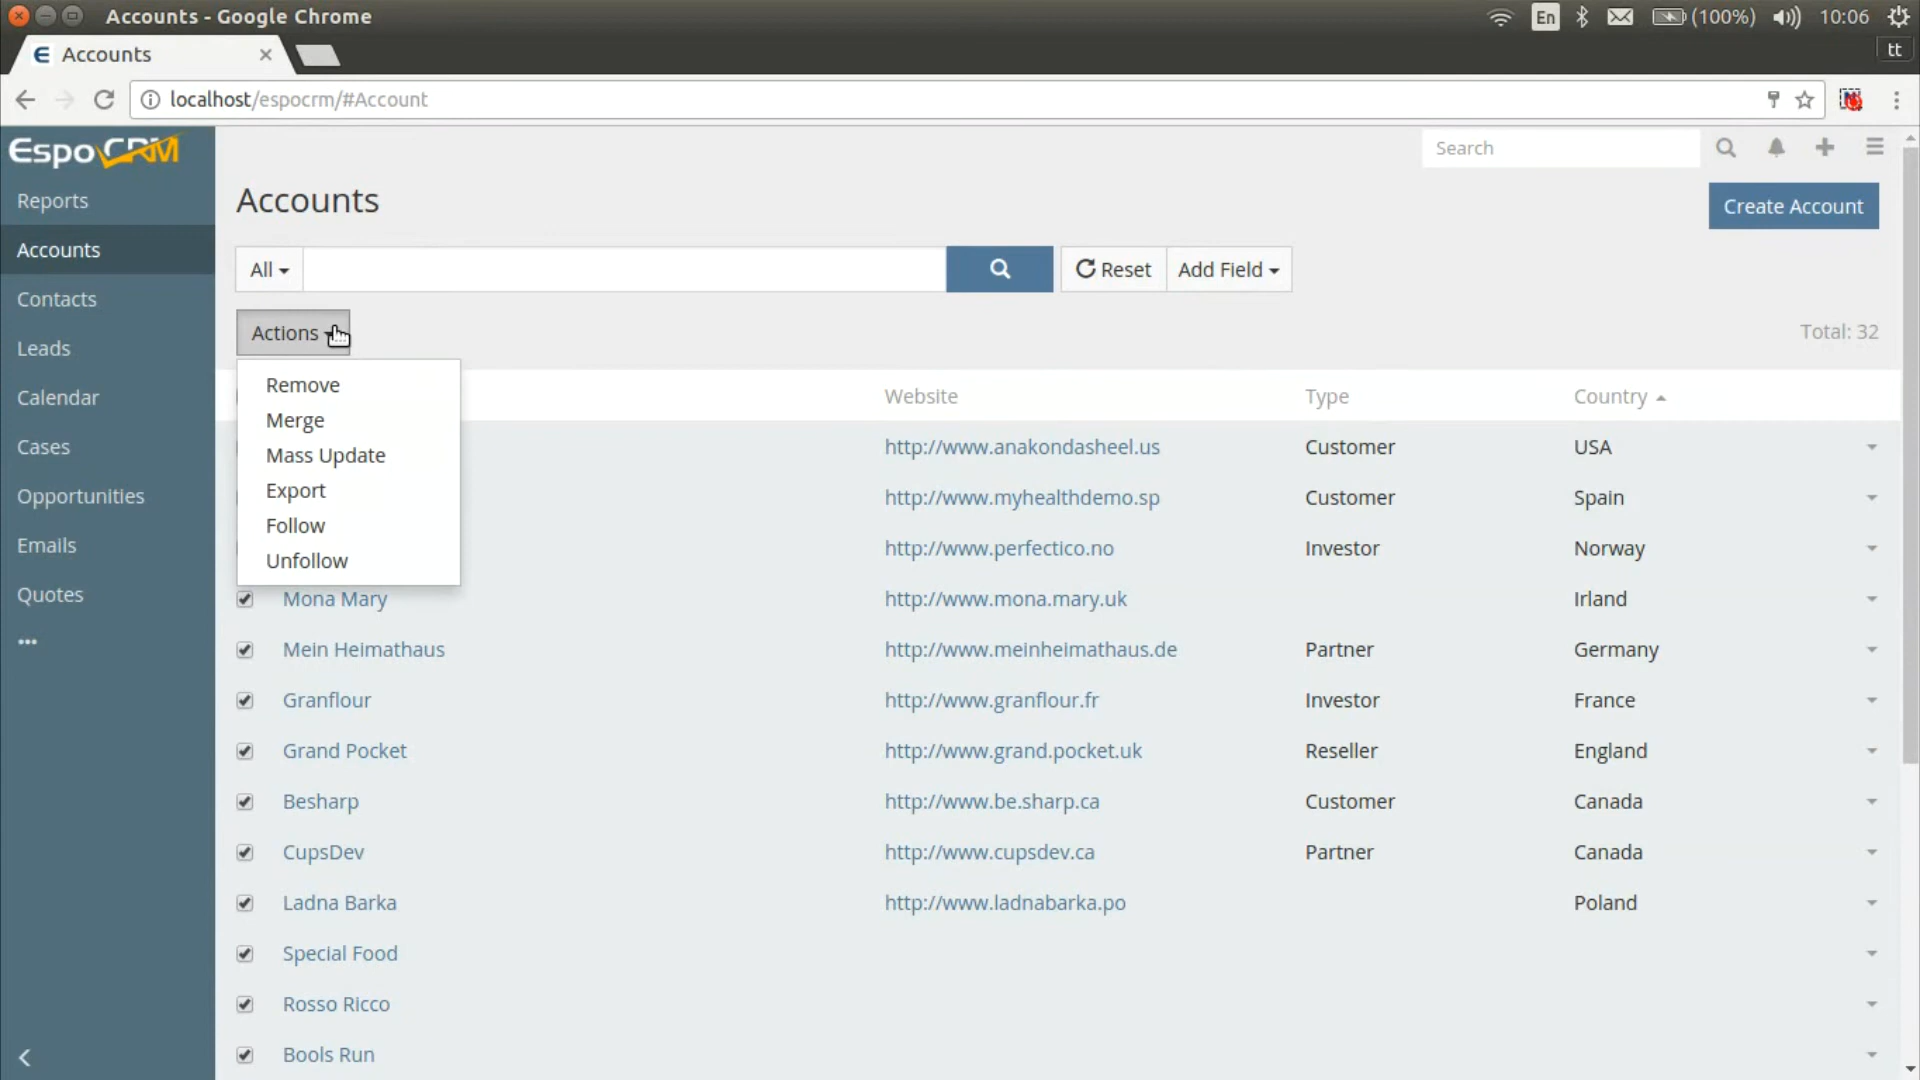 Accounts - Google Chrome
En (100%) 10:06
Accounts
tt
localhost/espocrm/#Account
EspoCRM
Search
Reports
Accounts
Create Account
Accounts
All Reset Add Field
Contacts
Actions Total: 32
Leads
Remove
Website Type Country
Calendar
Merge
http://www.anakondasheel.us Customer USA
Cases
Mass Update
Export
http://www.myhealthdemo.sp Customer Spain
Opportunities
Follow
http://www.perfectico.no Investor Norway
Emails
Unfollow
Quotes
Mona Mary http://www.mona.mary.uk Irland
...
Mein Heimathaus http://www.meinheimathaus.de Partner Germany
Granflour http://www.granflour.fr Investor France
Grand Pocket http://www.grand.pocket.uk Reseller England
Besharp http://www.be.sharp.ca Customer Canada
CupsDev http://www.cupsdev.ca Partner Canada
Ladna Barka http://www.ladnabarka.po Poland
Special Food
Rosso Ricco
Bools Run